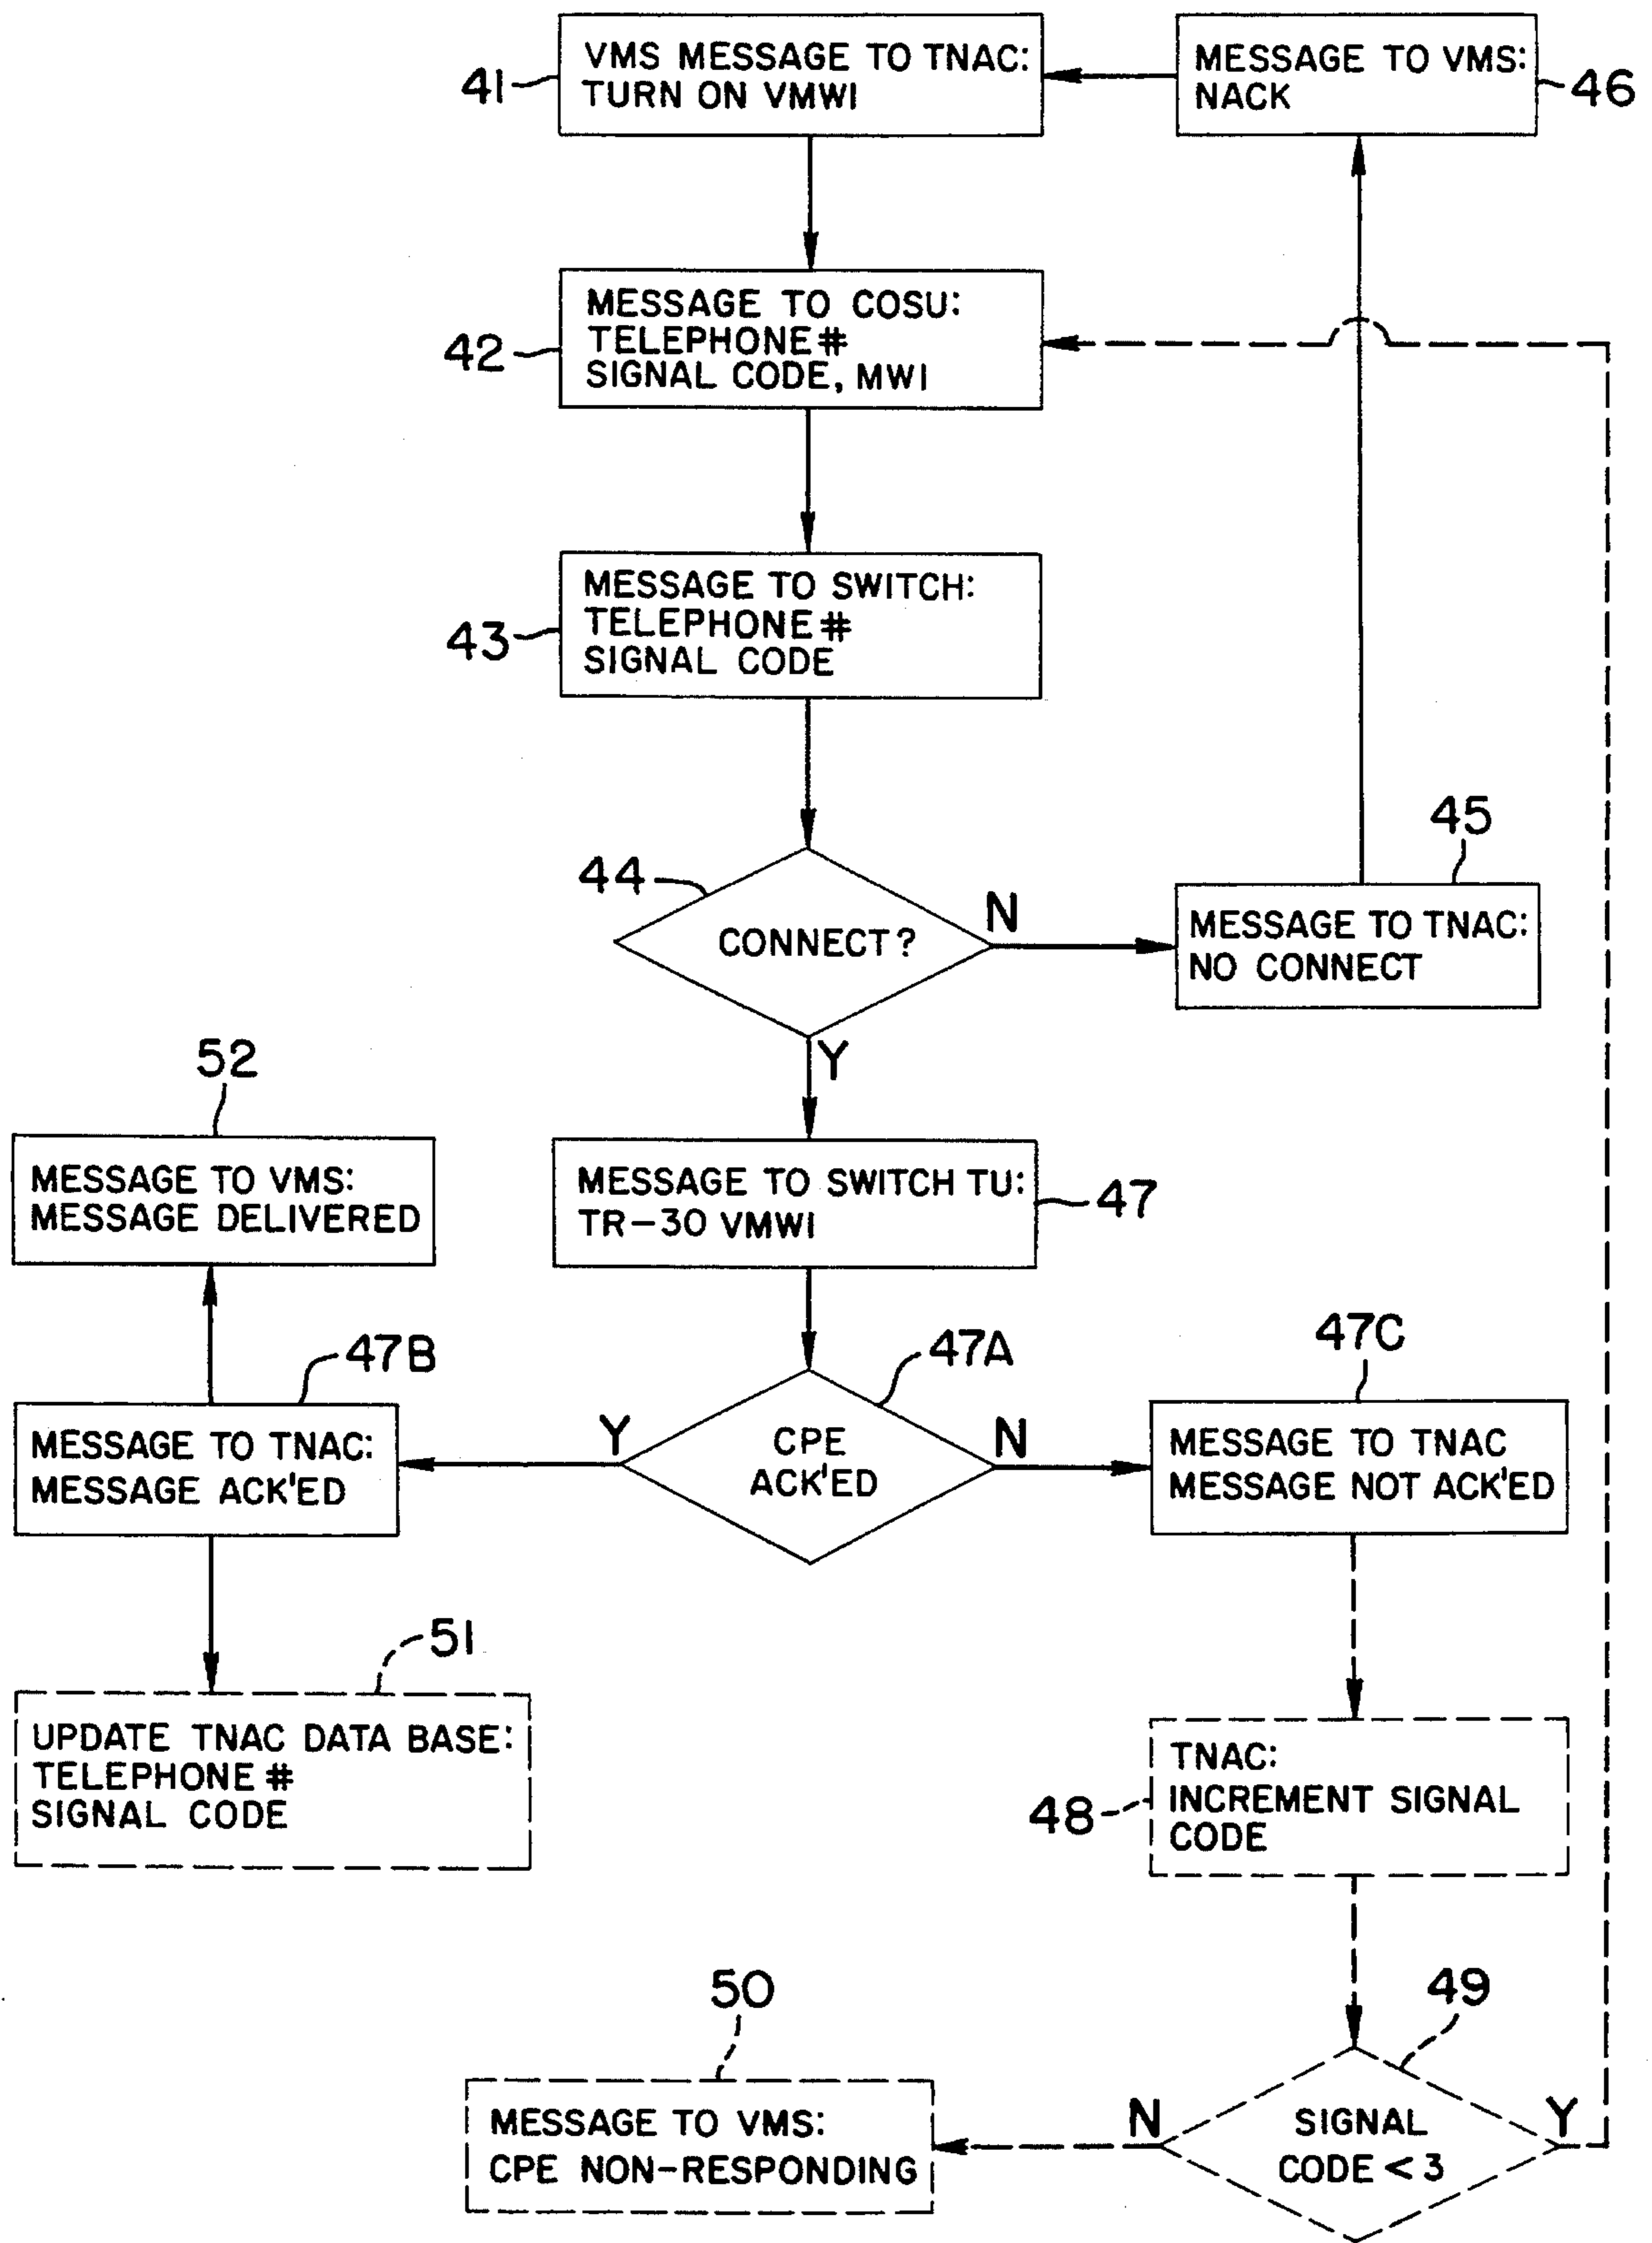 41
VMS MESSAGE TO TNAC:
TURN ON VMWI
MESSAGE TO VMS:
NACK
46
42
MESSAGE TO COSU:
TELEPHONE #
SIGNAL CODE, MWI
43
MESSAGE TO SWITCH:
TELEPHONE #
SIGNAL CODE
44
CONNECT?
N
Y
45
MESSAGE TO TNAC:
NO CONNECT
52
MESSAGE TO VMS:
MESSAGE DELIVERED
MESSAGE TO SWITCH TU:
TR-30 VMWI
47
47B
MESSAGE TO TNAC:
MESSAGE ACK'ED
Y
47A
CPE
ACK'ED
N
47C
MESSAGE TO TNAC
MESSAGE NOT ACK'ED
51
UPDATE TNAC DATA BASE:
TELEPHONE #
SIGNAL CODE
48
TNAC:
INCREMENT SIGNAL
CODE
50
MESSAGE TO VMS:
CPE NON-RESPONDING
N
49
SIGNAL
CODE < 3
Y